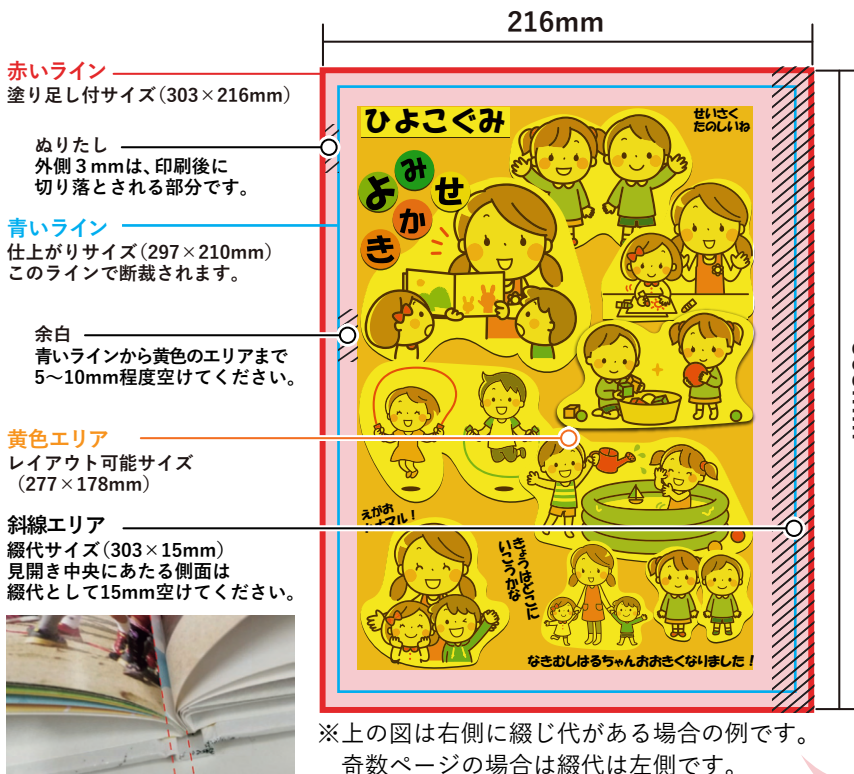 216mm
赤いライン
塗り足し付サイズ（303×216mm）
ぬりたし
外側３mmは、印刷後に
切り落とされる部分です。
青いライン
仕上がりサイズ（297×210mm）
このラインで断裁されます。
余白
青いラインから黄色のエリアまで
5〜10mm程度空けてください。
黄色エリア
レイアウト可能サイズ
（277×178mm）
斜線エリア
綴代サイズ（303×15mm）
見開き中央にあたる側面は
綴代として15mm空けてください。
ひよこぐみ
せいさく
たのしいね
よみせ
かき
えがお
きょうはどこに
いこうかな
なきむしはるちゃんおおきくなりました！
※上の図は右側に綴じ代がある場合の例です。
奇数ページの場合は綴代は左側です。